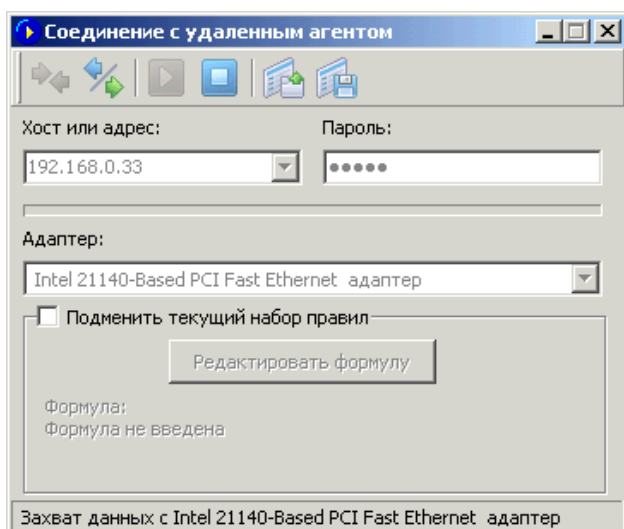 Соединение с удаленным агентом
Хост или адрес: Пароль:
192.168.0.33 •••••
Адаптер:
Intel 21140-Based PCI Fast Ethernet адаптер
Подменить текущий набор правил
Редактировать формулу
Формула:
Формула не введена
Захват данных с Intel 21140-Based PCI Fast Ethernet адаптер